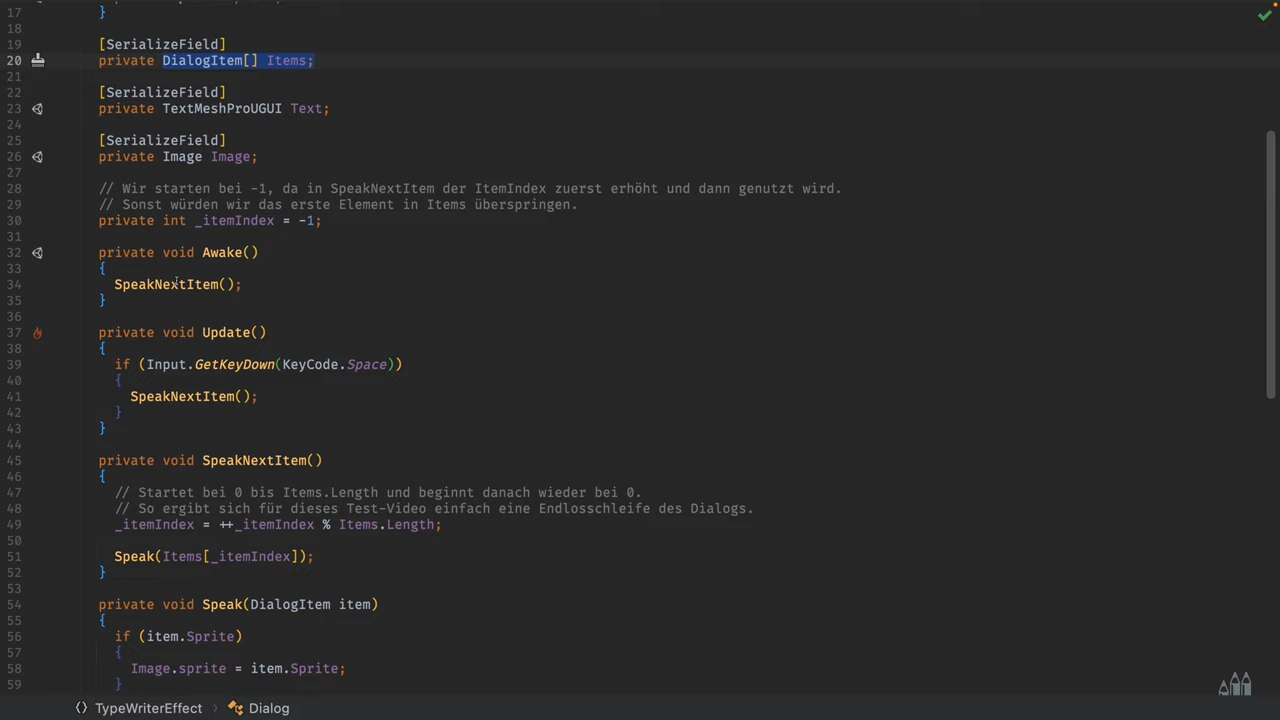 17 }
18
19 [SerializeField]
20 private DialogItem[] Items;
21
22 [SerializeField]
23 private TextMeshProUGUI Text;
24
25 [SerializeField]
26 private Image Image;
27
28 // Wir starten bei -1, da in SpeakNextItem der ItemIndex zuerst erhöht und dann genutzt wird.
29 // Sonst würden wir das erste Element in Items überspringen.
30 private int _itemIndex = -1;
31
32 private void Awake()
33 {
34 SpeakNextItem();
35 }
36
37 private void Update()
38 {
39 if (Input.GetKeyDown(KeyCode.Space))
40 {
41 SpeakNextItem();
42 }
43 }
44
45 private void SpeakNextItem()
46 {
47 // Startet bei 0 bis Items.Length und beginnt danach wieder bei 0.
48 // So ergibt sich für dieses Test-Video einfach eine Endlosschleife des Dialogs.
49 _itemIndex = ++_itemIndex % Items.Length;
50
51 Speak(Items[_itemIndex]);
52 }
53
54 private void Speak(DialogItem item)
55 {
56 if (item.Sprite)
57 {
58 Image.sprite = item.Sprite;
59 }
TypeWriterEffect > Dialog